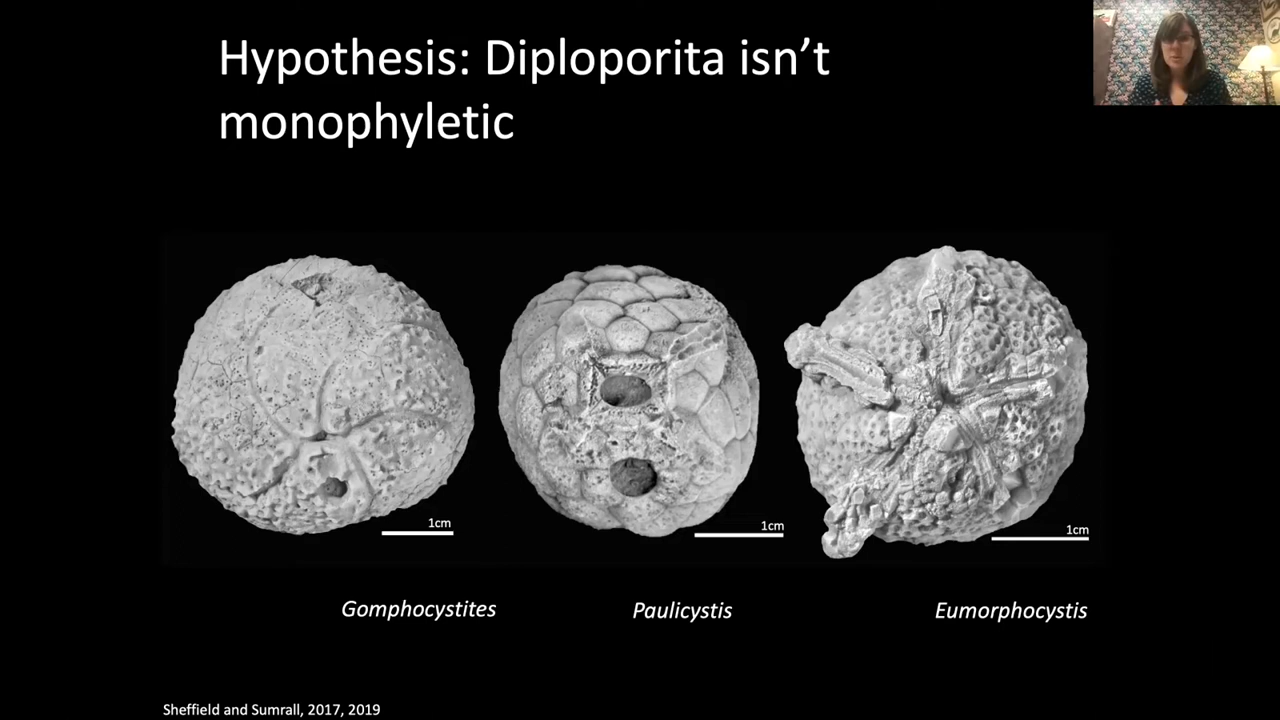 Hypothesis: Diploporita isn’t
monophyletic
1cm
1cm
1cm
Gomphocystites
Paulicystis
Eumorphocystis
Sheffield and Sumrall, 2017, 2019